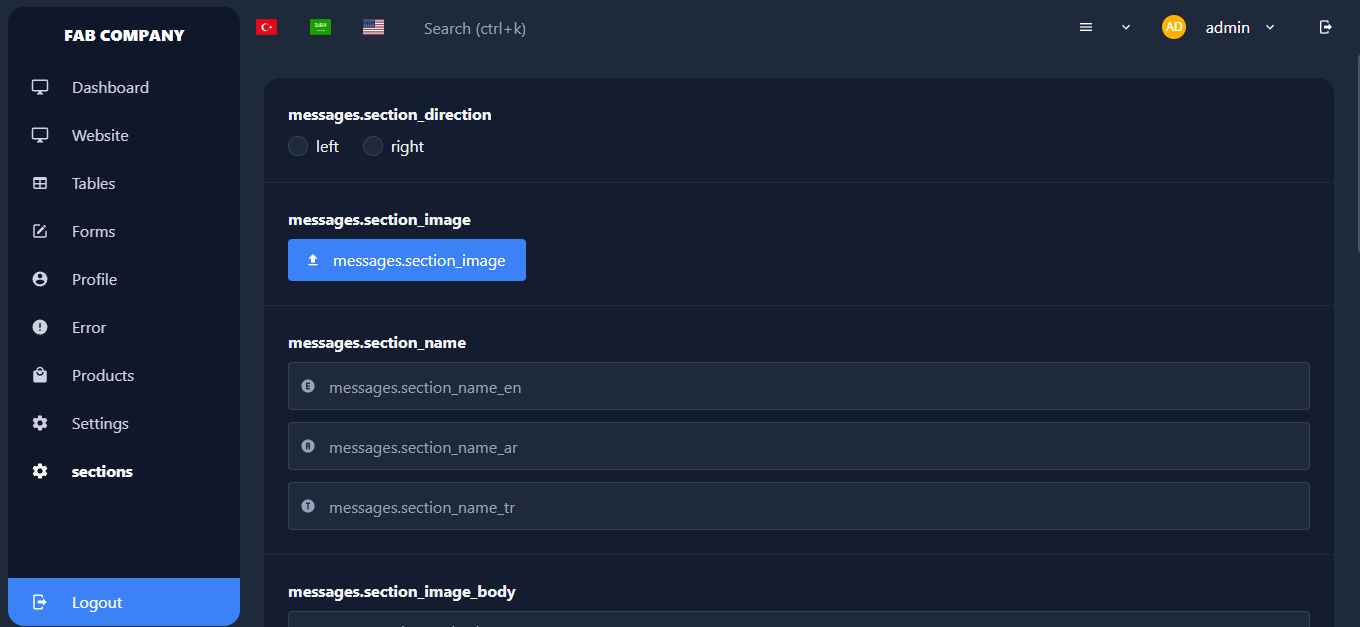 FAB COMPANY
Dashboard
Website
Tables
Forms
Profile
Error
Products
Settings
sections
Logout
Search (ctrl+k)
AD
admin
messages.section_direction
left
right
messages.section_image
messages.section_image
messages.section_name
E
messages.section_name_en
A
messages.section_name_ar
T
messages.section_name_tr
messages.section_image_body